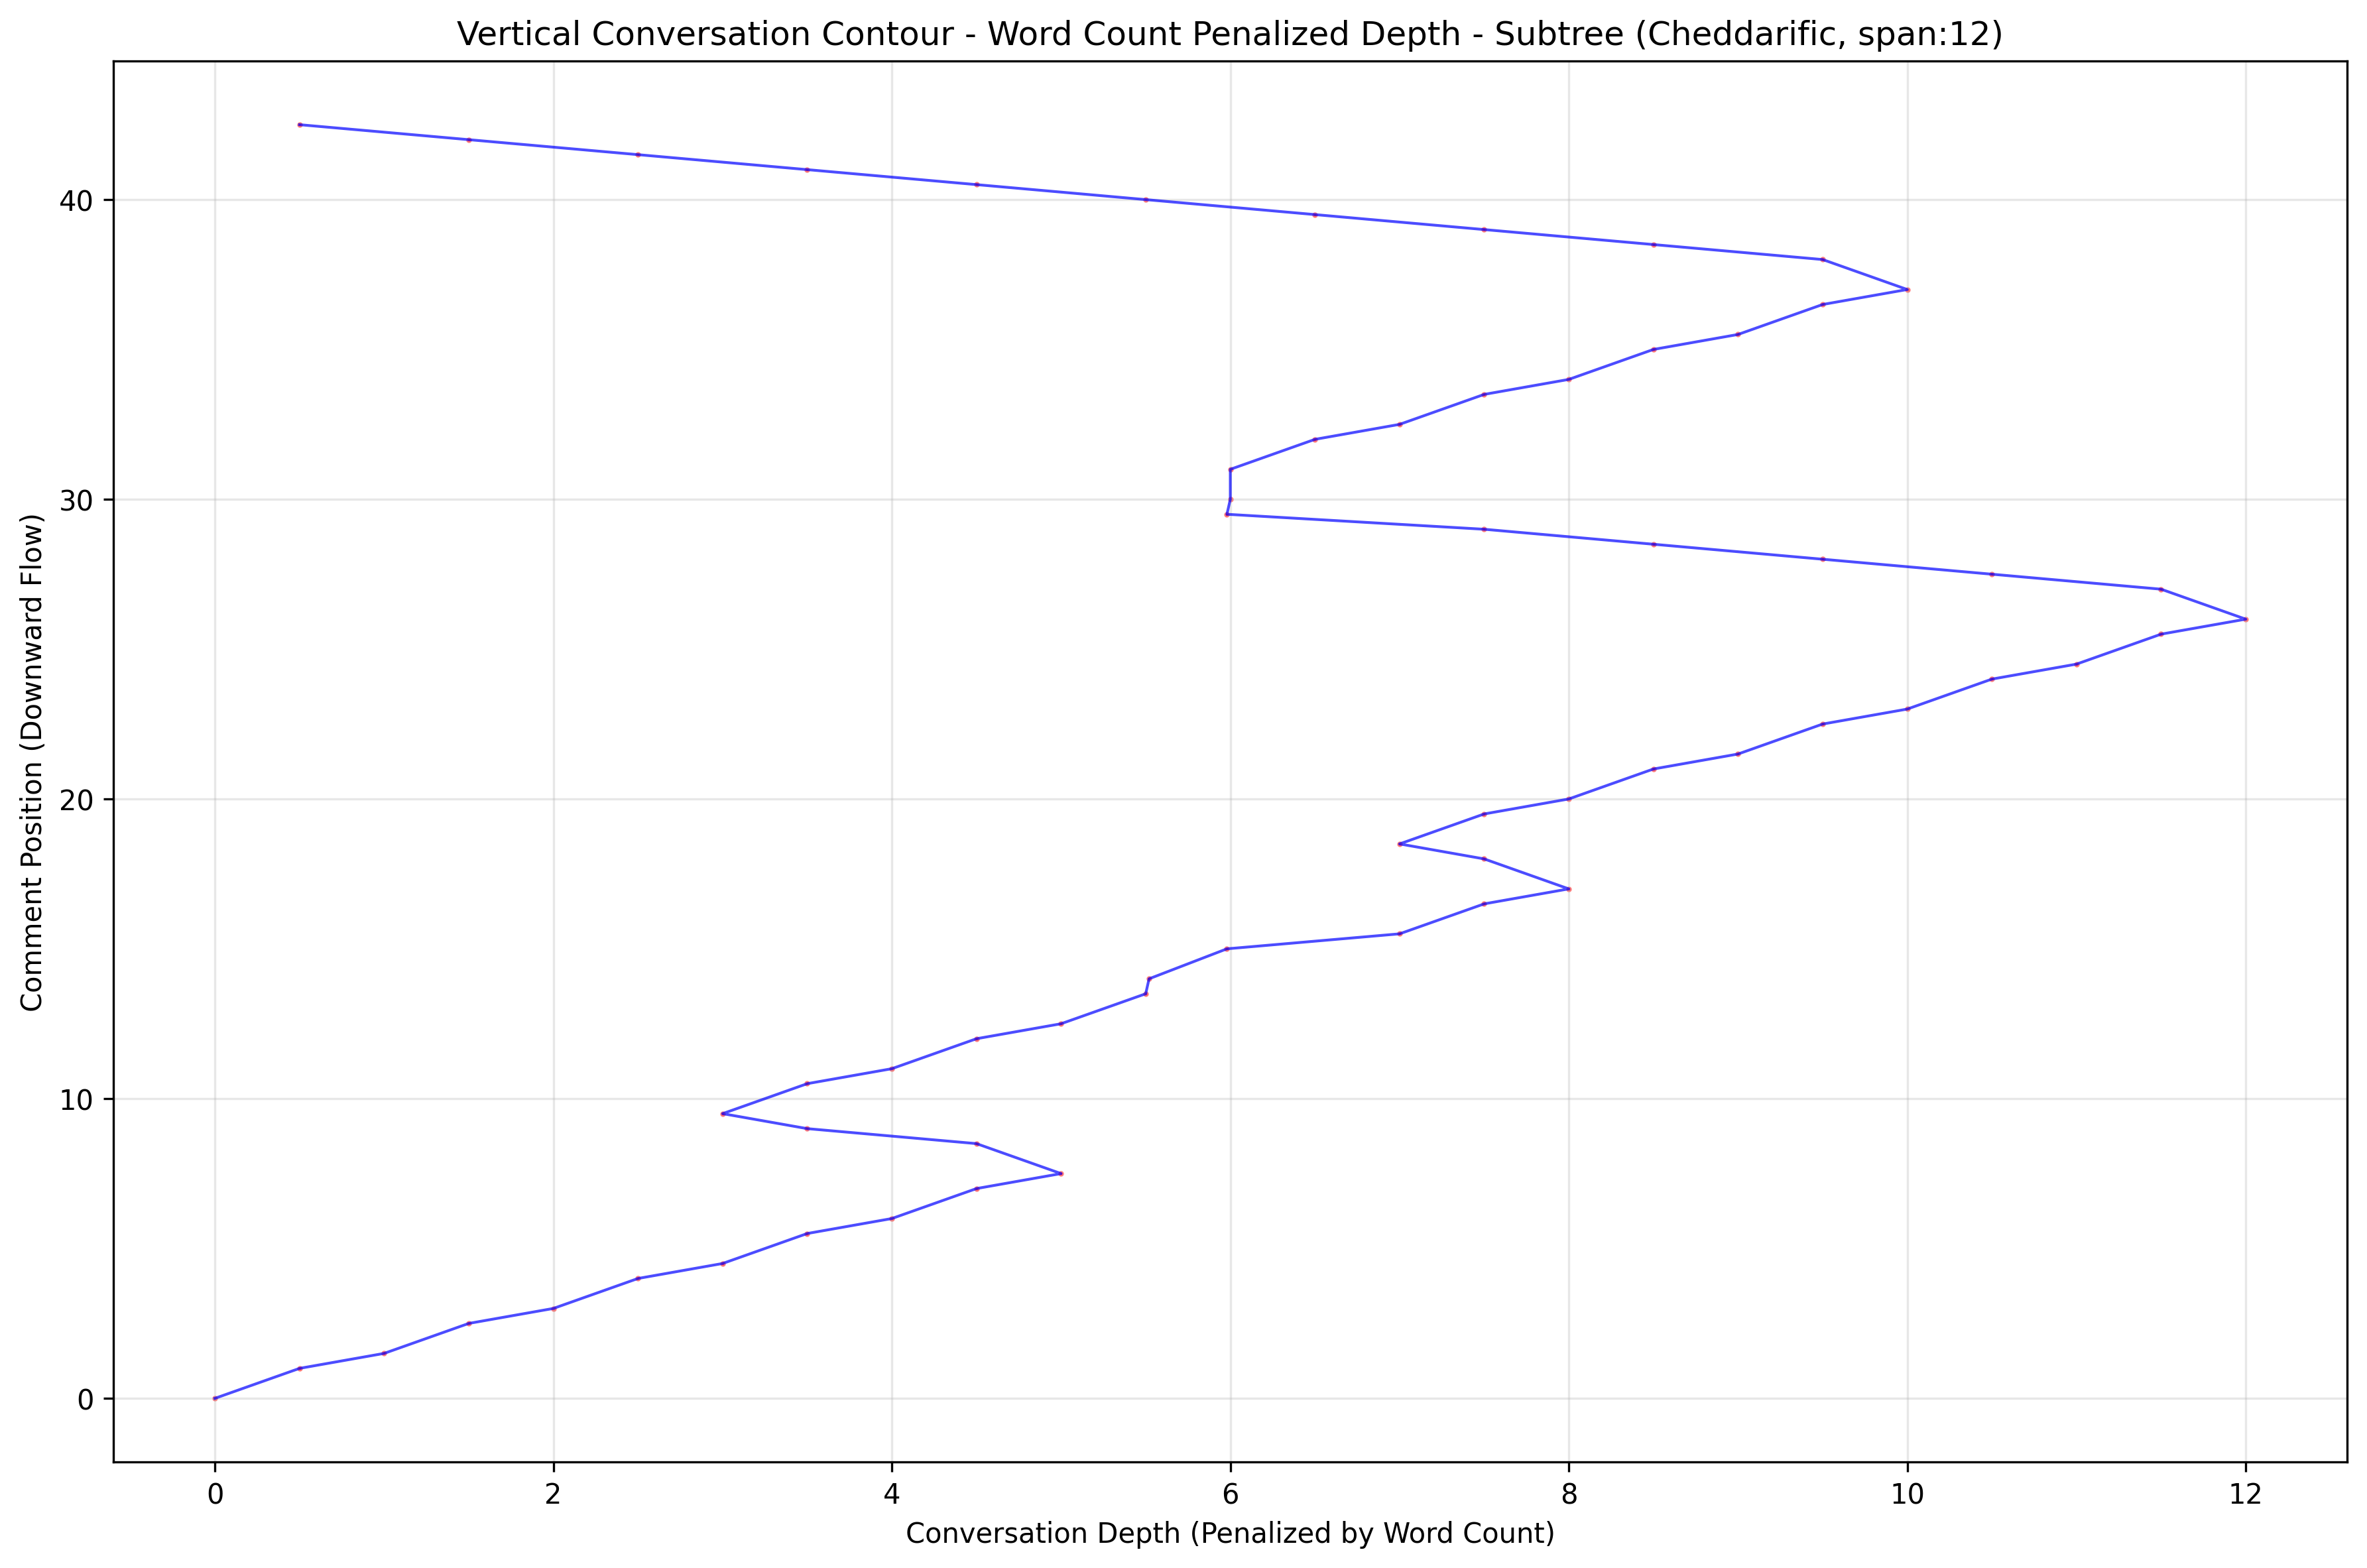 Vertical Conversation Contour - Word Count Penalized Depth - Subtree (Cheddarific, span:12)
Comment Position (Downward Flow)
40
30
20
10
0
0 2 4 6 8 10 12
Conversation Depth (Penalized by Word Count)